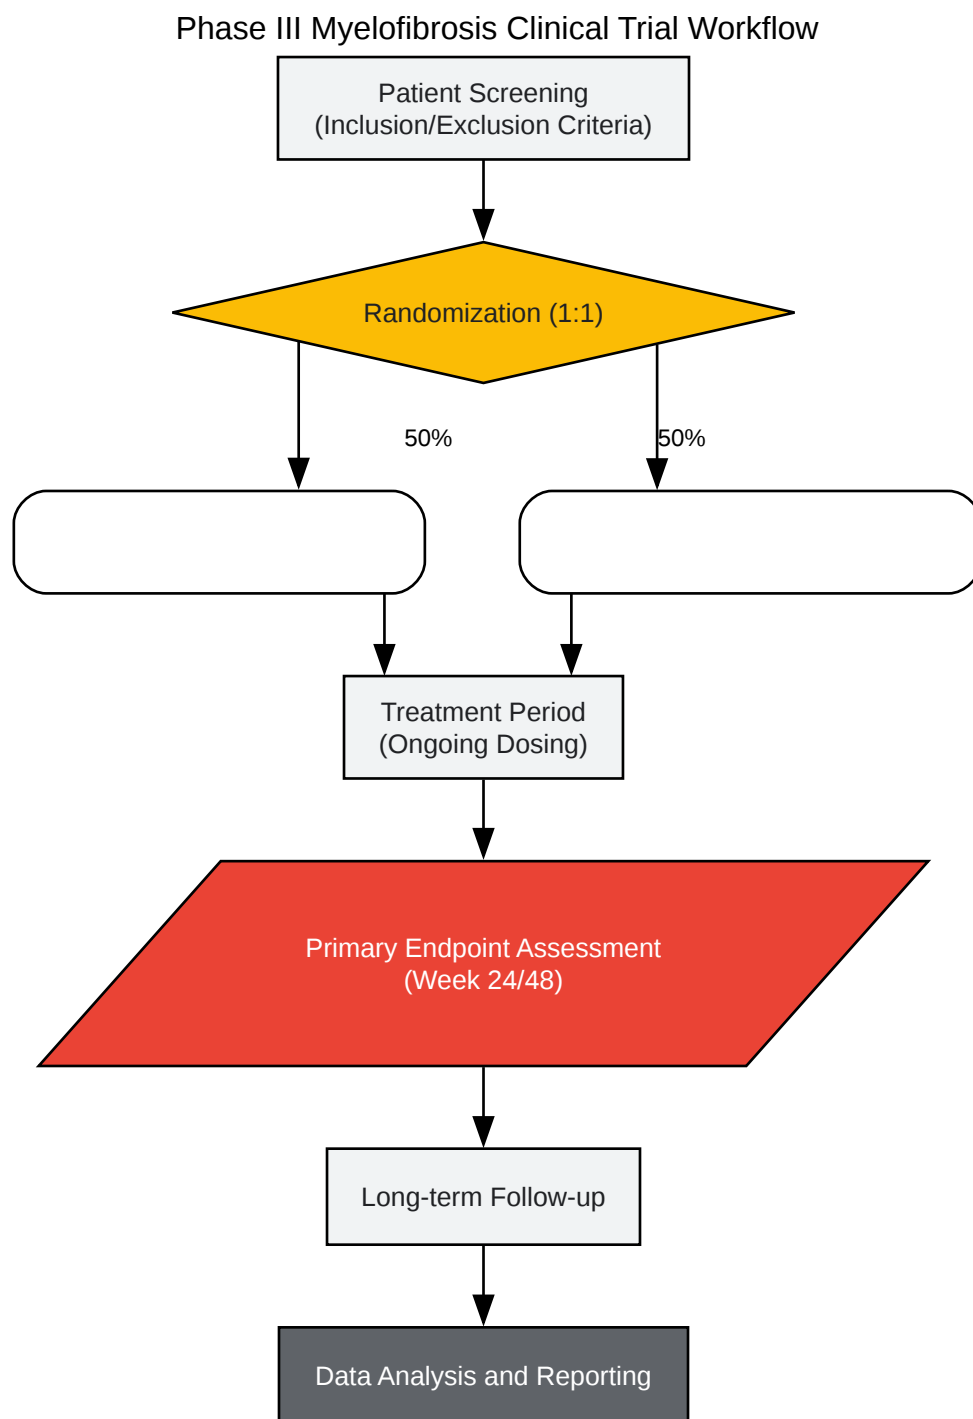 Phase III Myelofibrosis Clinical Trial Workflow
Patient Screening
(Inclusion/Exclusion Criteria)
Randomization (1:1)
50%
50%
Treatment Period
(Ongoing Dosing)
Primary Endpoint Assessment
(Week 24/48)
Long-term Follow-up
Data Analysis and Reporting